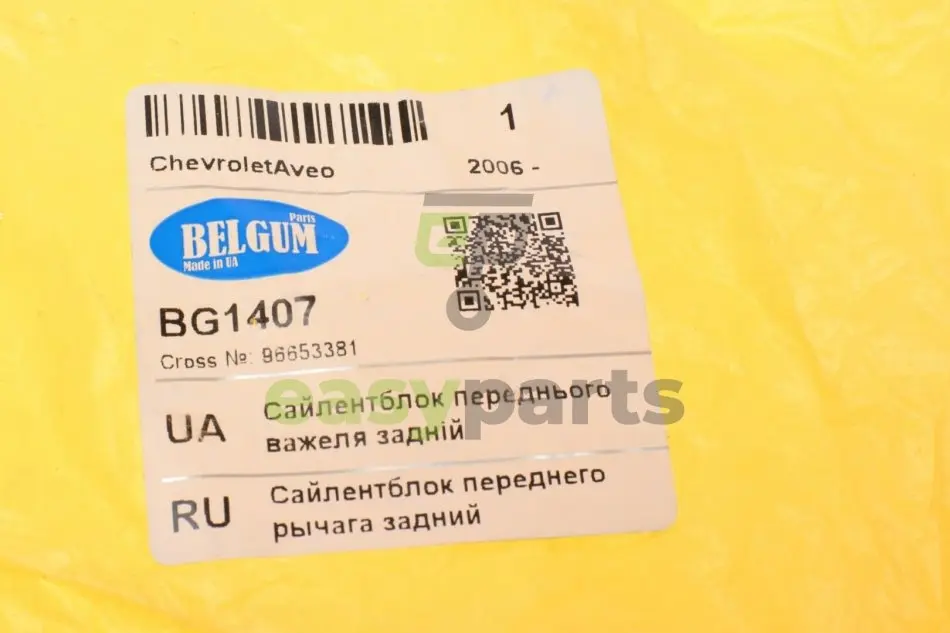 1
ChevroletAveo 2006 -
Parts
BELGUM
Made in UA
BG1407
Cross №: 96653381
easyparts
UA Сайлентблок переднього
важеля задній
RU Сайлентблок переднего
рычага задний